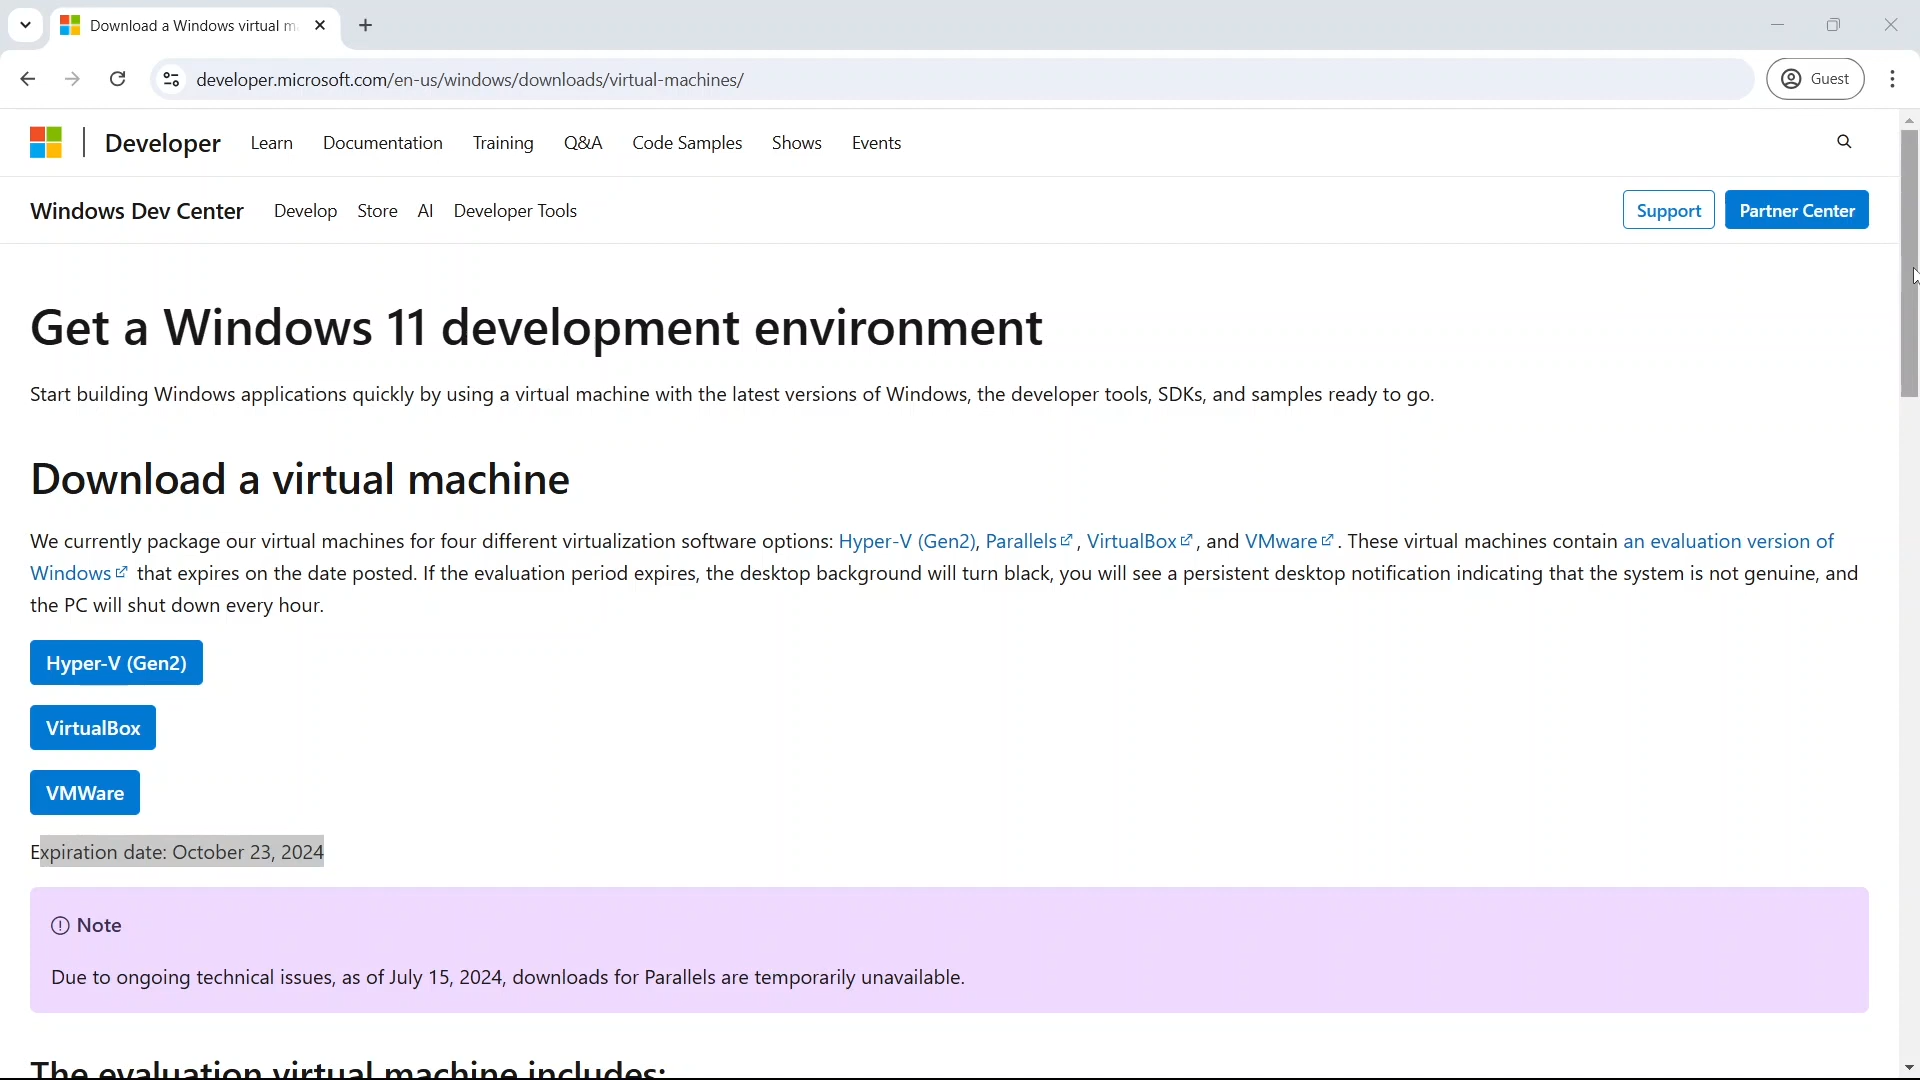 Download a Windows virtual m
developer.microsoft.com/en-us/windows/downloads/virtual-machines/
Guest
Developer Learn Documentation Training Q&A Code Samples Shows Events
Windows Dev Center Develop Store AI Developer Tools Support Partner Center
Get a Windows 11 development environment
Start building Windows applications quickly by using a virtual machine with the latest versions of Windows, the developer tools, SDKs, and samples ready to go.
Download a virtual machine
We currently package our virtual machines for four different virtualization software options: Hyper-V (Gen2), Parallels, VirtualBox, and VMware. These virtual machines contain an evaluation version of
Windows that expires on the date posted. If the evaluation period expires, the desktop background will turn black, you will see a persistent desktop notification indicating that the system is not genuine, and
the PC will shut down every hour.
Hyper-V (Gen2)
VirtualBox
VMWare
Expiration date: October 23, 2024
Note
Due to ongoing technical issues, as of July 15, 2024, downloads for Parallels are temporarily unavailable.
The evaluation virtual machine includes: